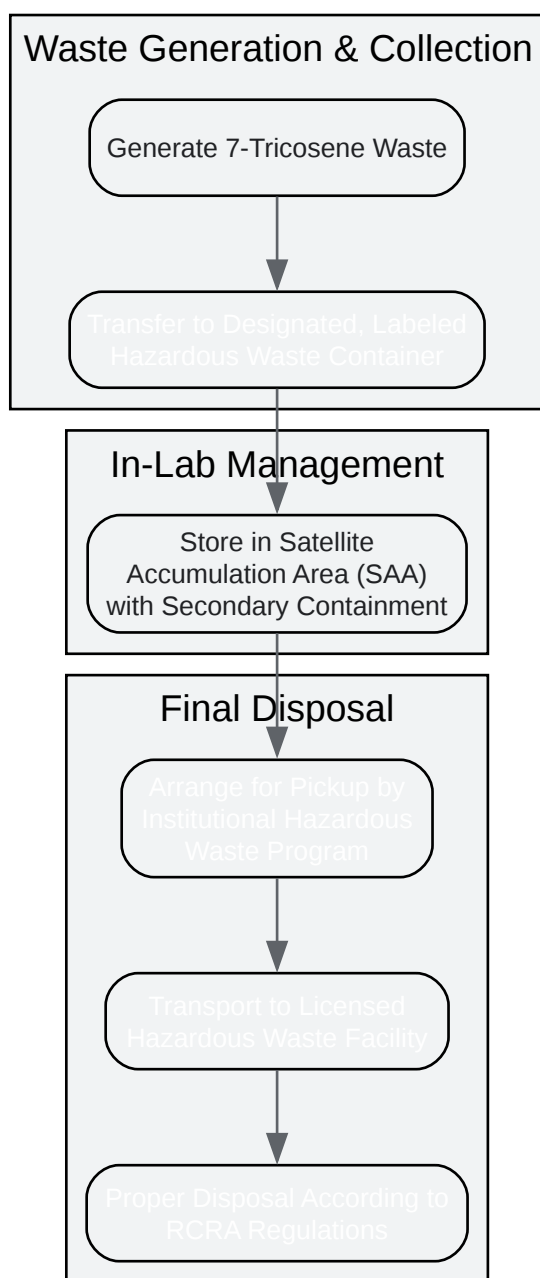 Waste Generation & Collection
Generate 7-Tricosene Waste
Transfer to Designated, Labeled
Hazardous Waste Container
In-Lab Management
Store in Satellite
Accumulation Area (SAA)
with Secondary Containment
Final Disposal
Arrange for Pickup by
Institutional Hazardous
Waste Program
Transport to Licensed
Hazardous Waste Facility
Proper Disposal According to
RCRA Regulations